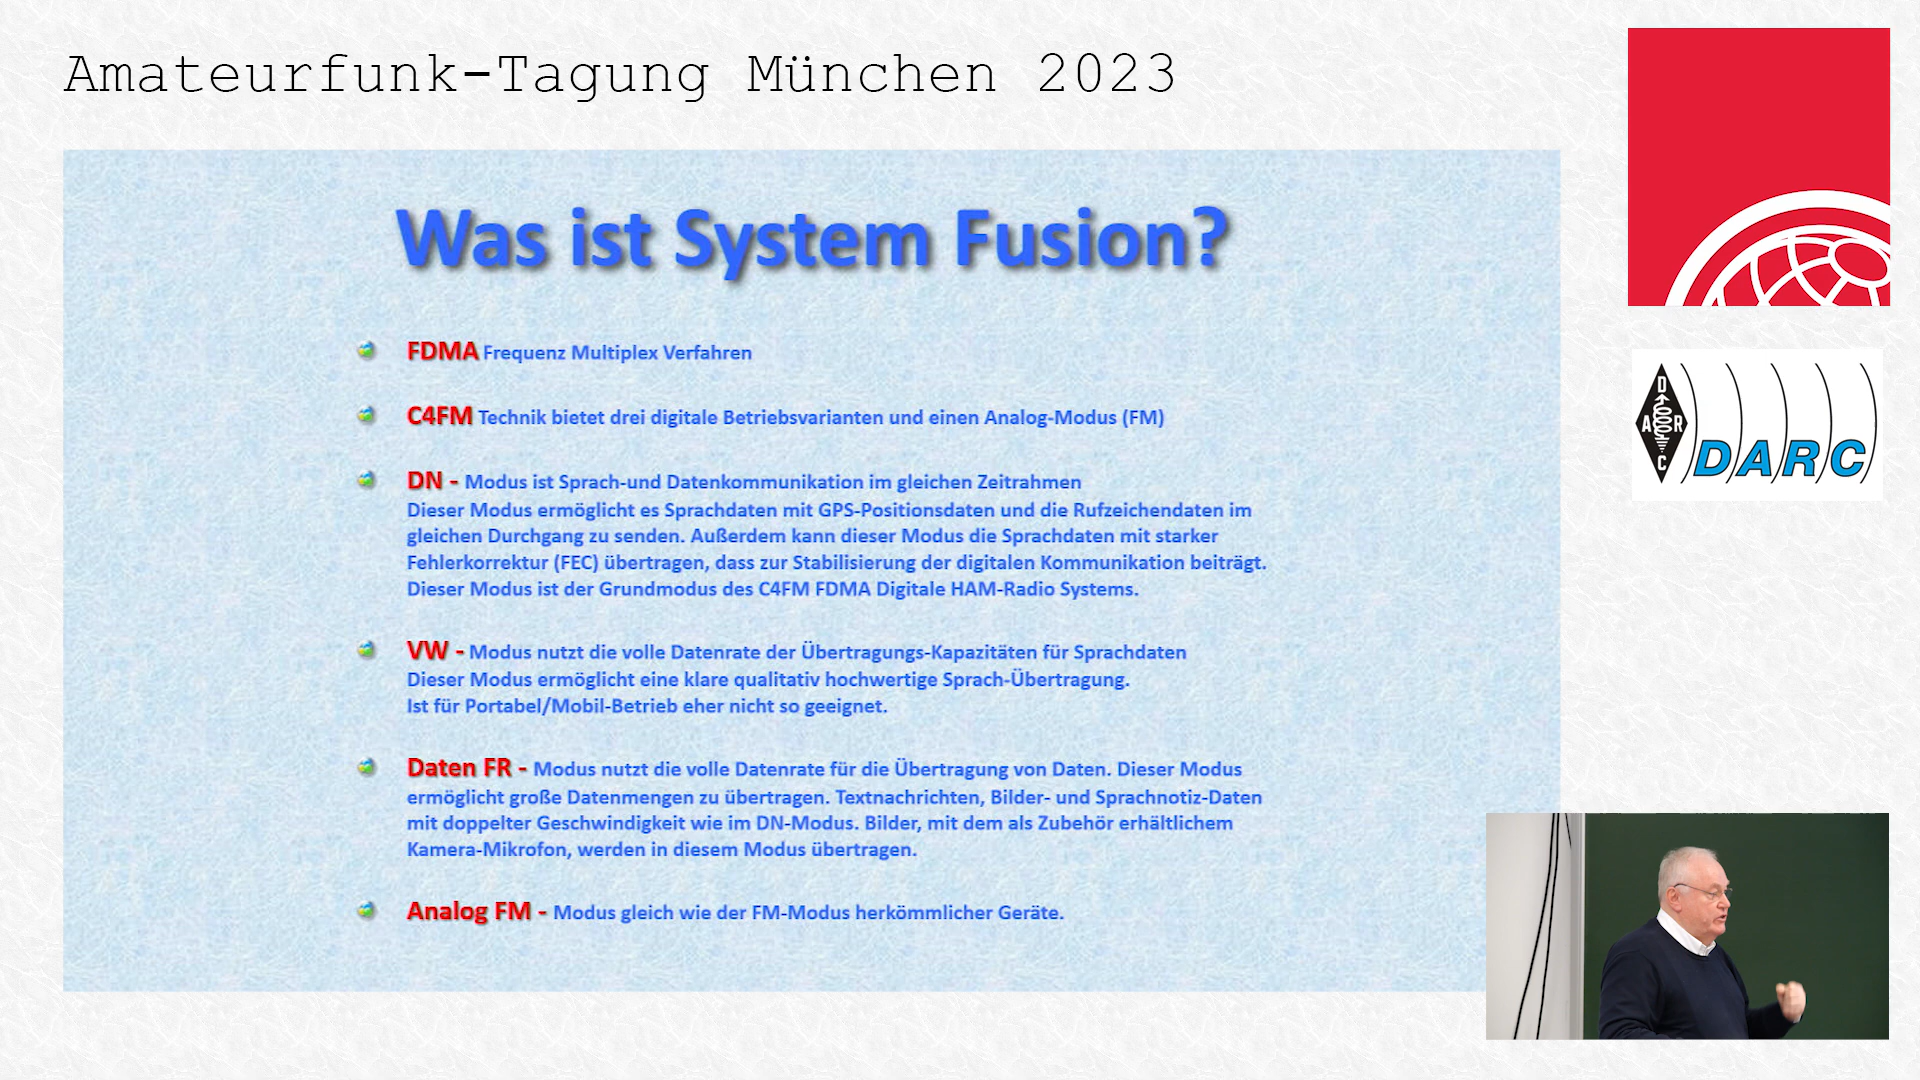 Amateurfunk-Tagung München 2023
Was ist System Fusion?
FDMA Frequenz Multiplex Verfahren
C4FM Technik bietet drei digitale Betriebsvarianten und einen Analog-Modus (FM)
DN - Modus ist Sprach-und Datenkommunikation im gleichen Zeitrahmen
Dieser Modus ermöglicht es Sprachdaten mit GPS-Positionsdaten und die Rufzeichendaten im
gleichen Durchgang zu senden. Außerdem kann dieser Modus die Sprachdaten mit starker
Fehlerkorrektur (FEC) übertragen, dass zur Stabilisierung der digitalen Kommunikation beiträgt.
Dieser Modus ist der Grundmodus des C4FM FDMA Digitale HAM-Radio Systems.
VW - Modus nutzt die volle Datenrate der Übertragungs-Kapazitäten für Sprachdaten
Dieser Modus ermöglicht eine klare qualitativ hochwertige Sprach-Übertragung.
Ist für Portabel/Mobil-Betrieb eher nicht so geeignet.
Daten FR - Modus nutzt die volle Datenrate für die Übertragung von Daten. Dieser Modus
ermöglicht große Datenmengen zu übertragen. Textnachrichten, Bilder- und Sprachnotiz-Daten
mit doppelter Geschwindigkeit wie im DN-Modus. Bilder, mit dem als Zubehör erhältlichem
Kamera-Mikrofon, werden in diesem Modus übertragen.
Analog FM - Modus gleich wie der FM-Modus herkömmlicher Geräte.
D
A R
C
DARC